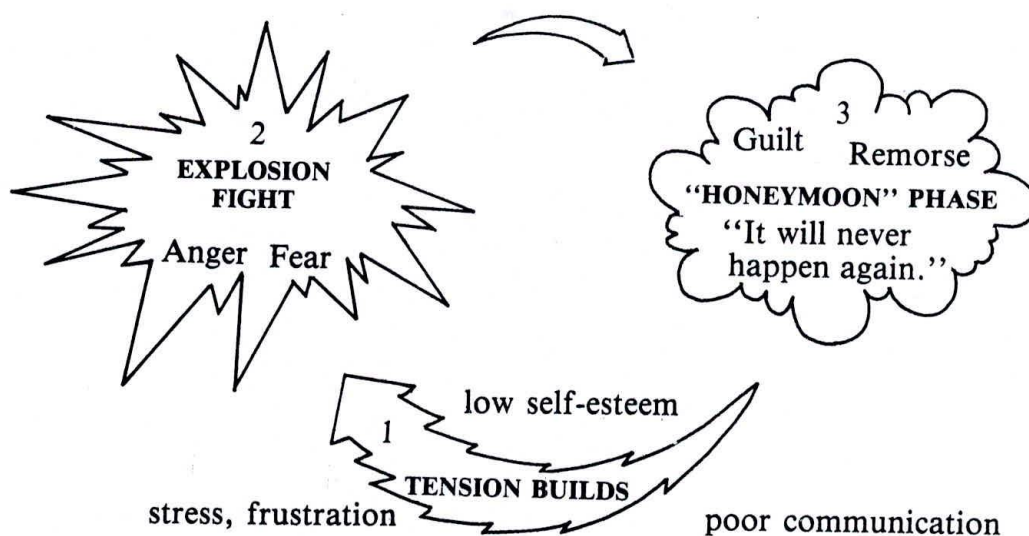 2
EXPLOSION
FIGHT
Anger Fear
3
Guilt Remorse
“HONEYMOON” PHASE
“It will never
happen again.”
low self-esteem
1
TENSION BUILDS
stress, frustration
poor communication